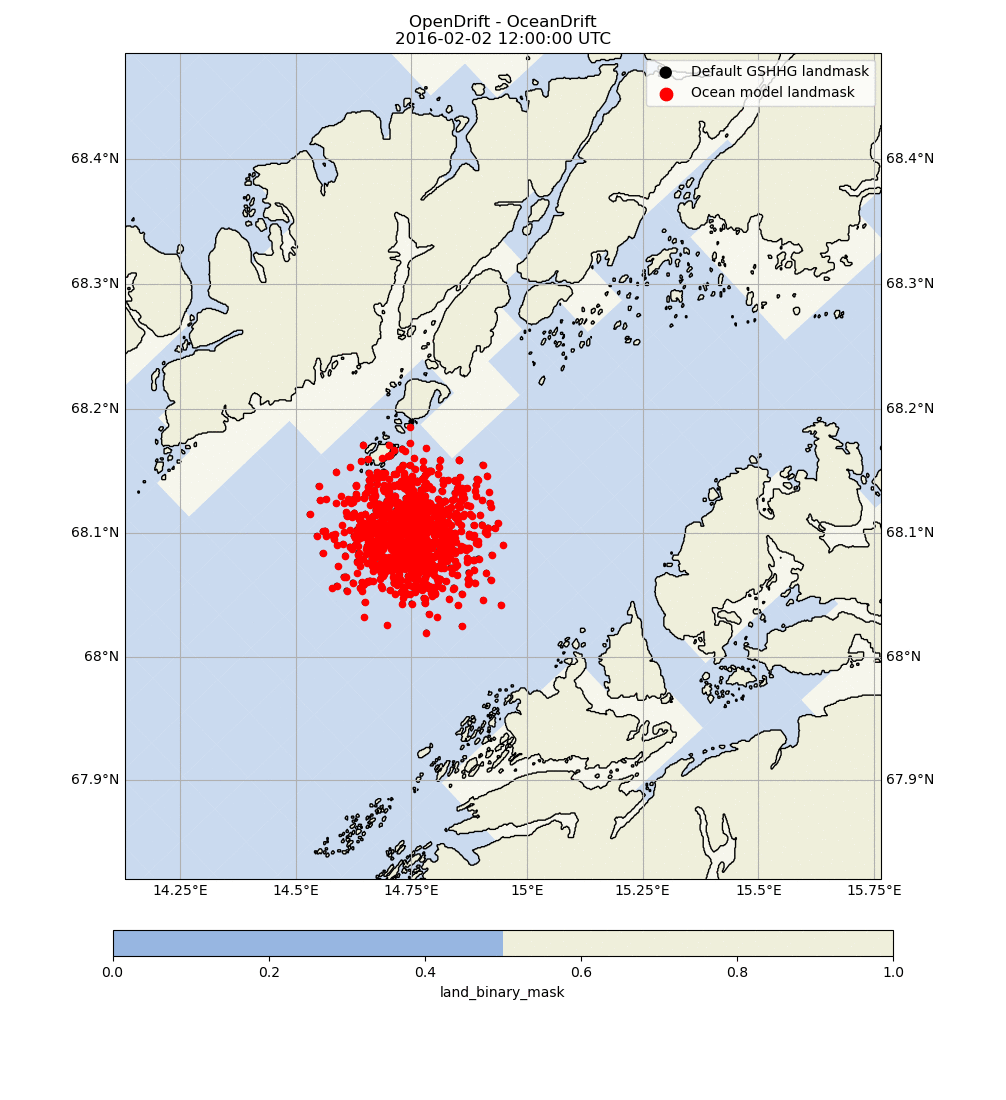 OpenDrift - OceanDrift
2016-02-02 12:00:00 UTC
Default GSHHG landmask
Ocean model landmask
68.4°N 68.4°N
68.3°N 68.3°N
68.2°N 68.2°N
68.1°N 68.1°N
68°N 68°N
67.9°N 67.9°N
14.25°E 14.5°E 14.75°E 15°E 15.25°E 15.5°E 15.75°E
0.0 0.2 0.4 0.6 0.8 1.0
land_binary_mask